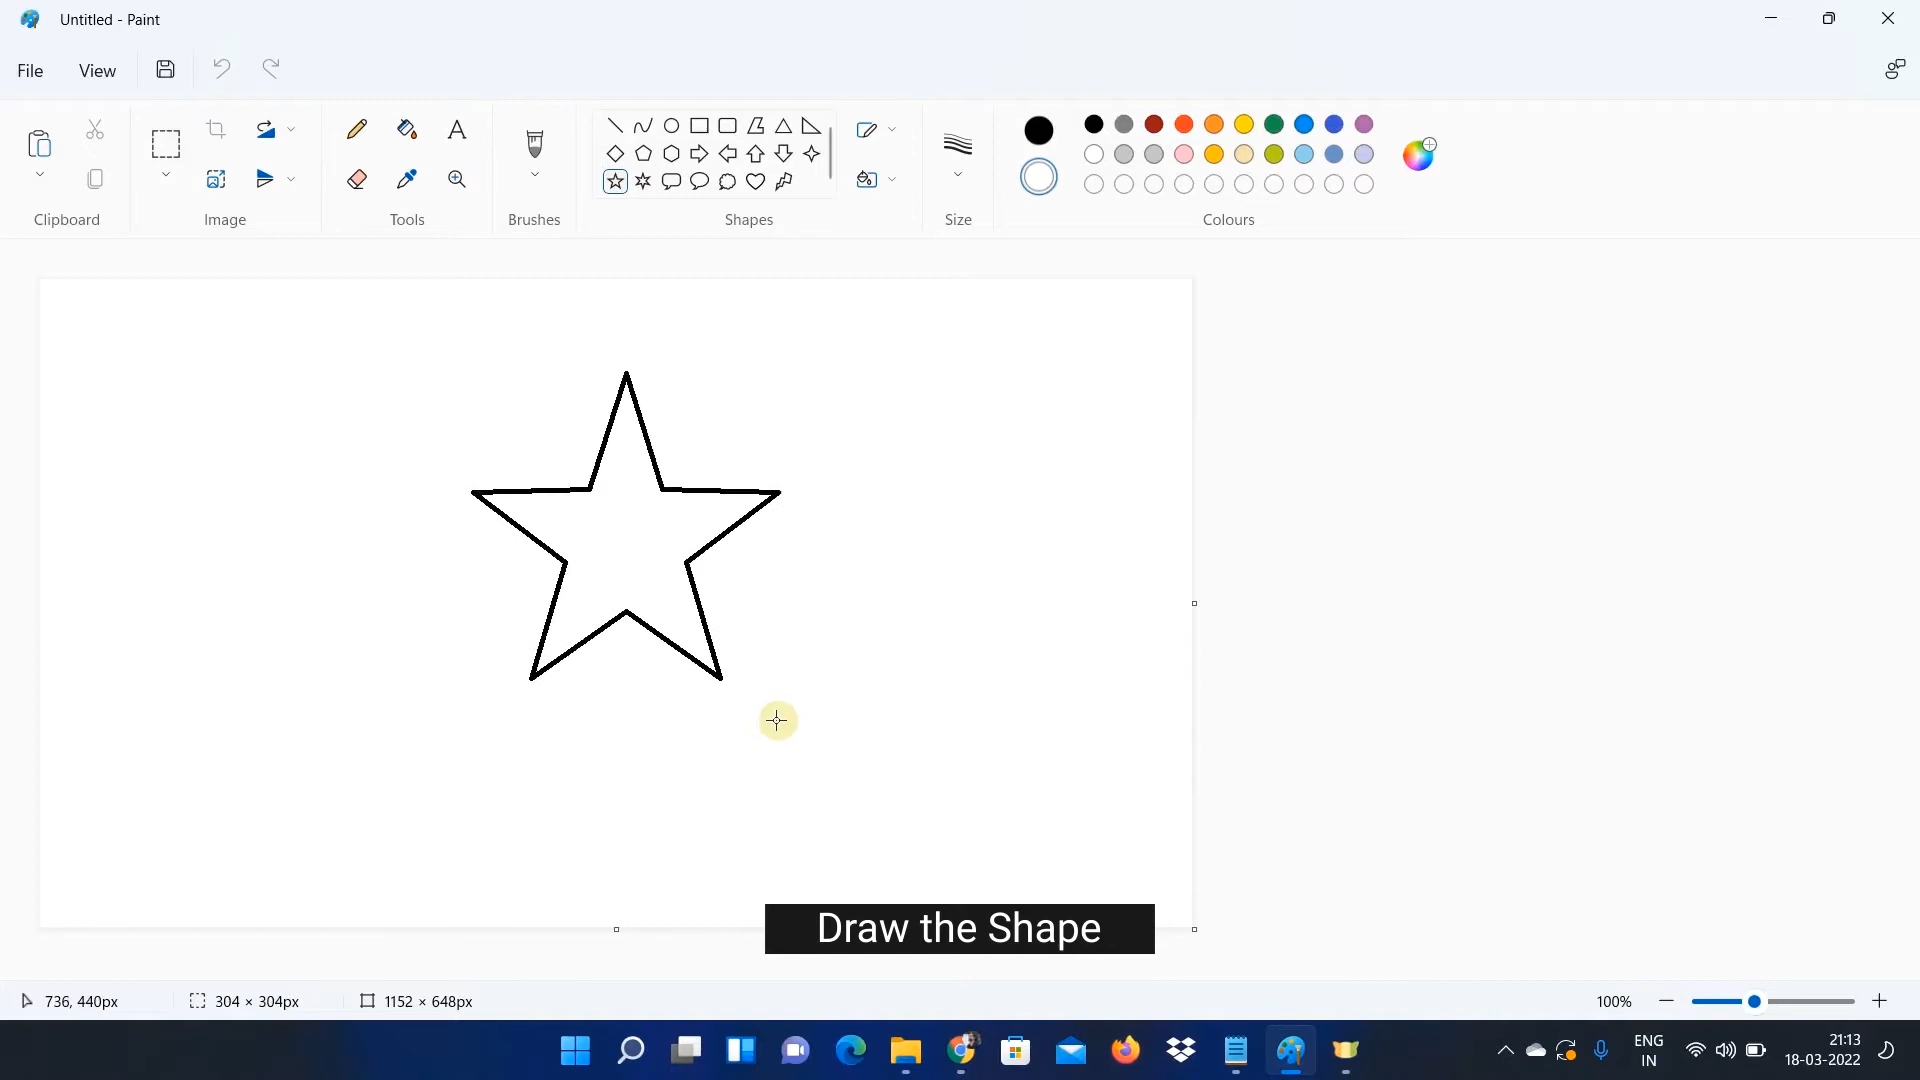 Untitled - Paint
File
View
Clipboard
Image
Tools
Brushes
Shapes
Size
Colours
Draw the Shape
736, 440px
304 × 304px
1152 × 648px
100%
ENG
IN
21:13
18-03-2022